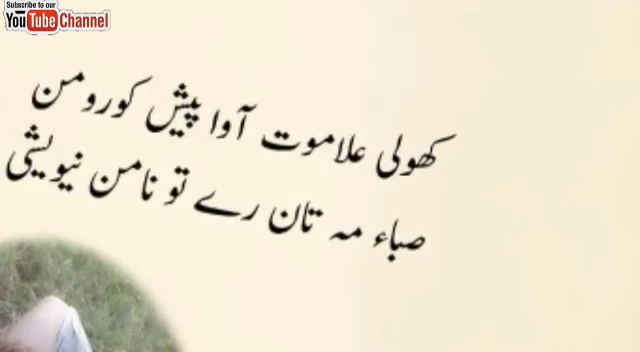 Subscribe to our
YouTube Channel
کھولی علاموت آوا پیش کورومن
صباء مہ تان رے تو نامن نیویشی